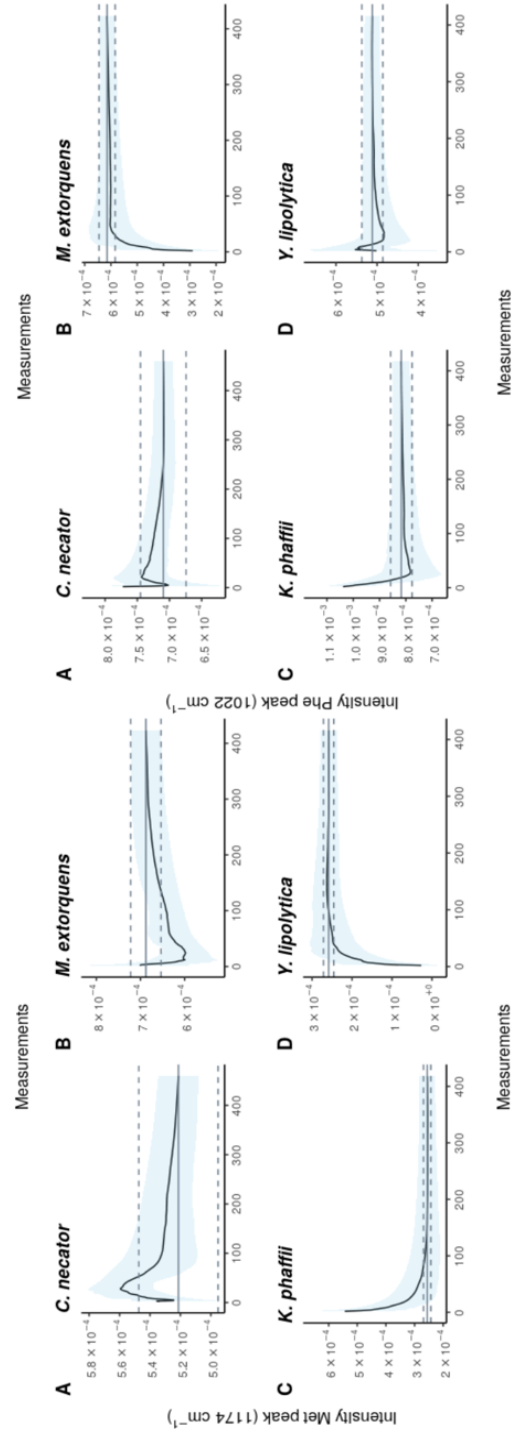 Measurements Measurements
A C. necator B M. extorquens A C. necator B M. extorquens
5.8 × 10⁻⁴
5.6 × 10⁻⁴
5.4 × 10⁻⁴
5.2 × 10⁻⁴
5.0 × 10⁻⁴
0 100 200 300 400
8 × 10⁻⁴
7 × 10⁻⁴
6 × 10⁻⁴
0 100 200 300 400
8.0 × 10⁻⁴
7.5 × 10⁻⁴
7.0 × 10⁻⁴
6.5 × 10⁻⁴
0 100 200 300 400
7 × 10⁻⁴
6 × 10⁻⁴
5 × 10⁻⁴
4 × 10⁻⁴
3 × 10⁻⁴
2 × 10⁻⁴
0 100 200 300 400
C K. phaffii D Y. lipolytica C K. phaffii D Y. lipolytica
6 × 10⁻⁴
5 × 10⁻⁴
4 × 10⁻⁴
3 × 10⁻⁴
2 × 10⁻⁴
0 100 200 300 400
3 × 10⁻⁴
2 × 10⁻⁴
1 × 10⁻⁴
0 × 10⁺⁰
0 100 200 300 400
1.1 × 10⁻³
1.0 × 10⁻³
9.0 × 10⁻⁴
8.0 × 10⁻⁴
7.0 × 10⁻⁴
0 100 200 300 400
6 × 10⁻⁴
5 × 10⁻⁴
4 × 10⁻⁴
0 100 200 300 400
Intensity Met peak (1174 cm⁻¹)
Intensity Phe peak (1022 cm⁻¹)
Measurements Measurements